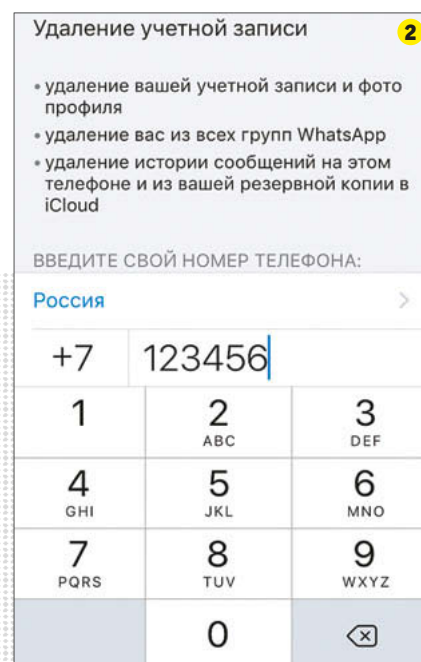 Удаление учетной записи
2
• удаление вашей учетной записи и фото
профиля
• удаление вас из всех групп WhatsApp
• удаление истории сообщений на этом
телефоне и из вашей резервной копии в
iCloud
ВВЕДИТЕ СВОЙ НОМЕР ТЕЛЕФОНА:
Россия
+7 123456
1 2 3
ABC DEF
4 5 6
GHI JKL MNO
7 8 9
PQRS TUV WXYZ
0